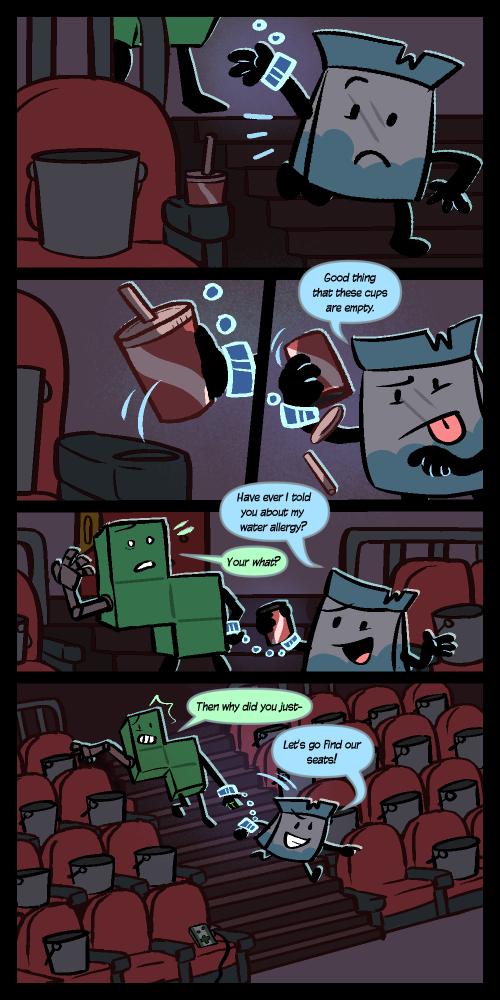 Good thing
that these cups
are empty.
Have ever I told
you about my
water allergy?
Your what?
Then why did you just-
Let's go find our
seats!